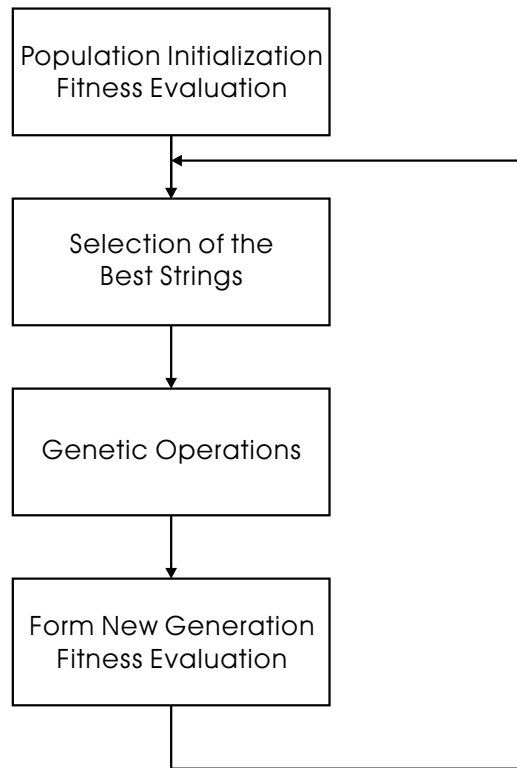 Population Initialization
Fitness Evaluation
Selection of the
Best Strings
Genetic Operations
Form New Generation
Fitness Evaluation